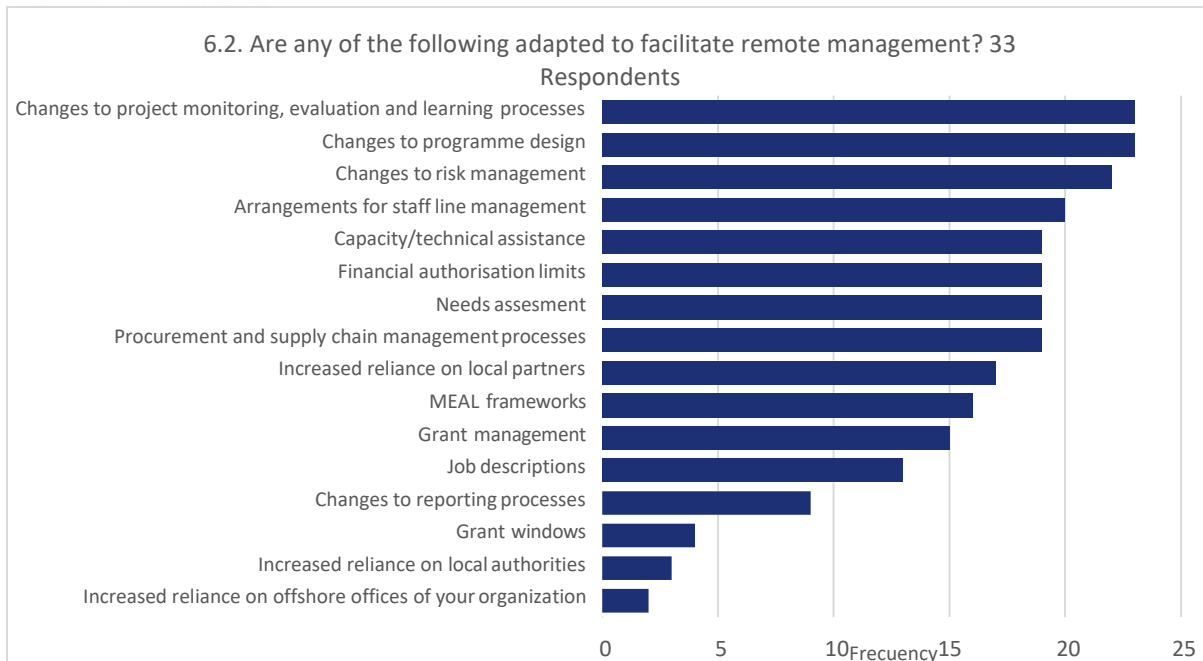 6.2. Are any of the following adapted to facilitate remote management? 33
Respondents
Changes to project monitoring, evaluation and learning processes
Changes to programme design
Changes to risk management
Arrangements for staff line management
Capacity/technical assistance
Financial authorisation limits
Needs assesment
Procurement and supply chain management processes
Increased reliance on local partners
MEAL frameworks
Grant management
Job descriptions
Changes to reporting processes
Grant windows
Increased reliance on local authorities
Increased reliance on offshore offices of your organization
0 5 10 Frecuency 15 20 25